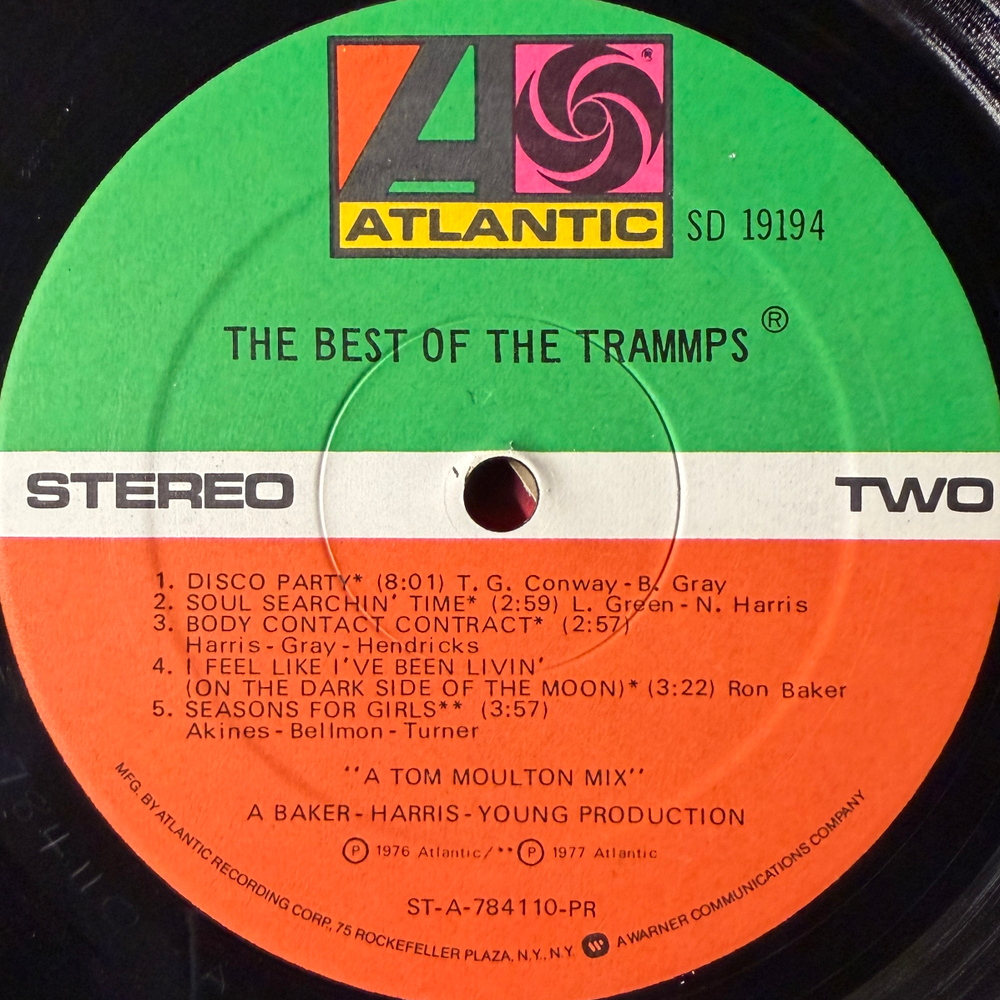 ®
ATLANTIC
SD 19194
THE BEST OF THE TRAMMPS ®
STEREO
TWO
1. DISCO PARTY* (8:01) T. G. Conway - B. Gray
2. SOUL SEARCHIN' TIME* (2:59) L. Green - N. Harris
3. BODY CONTACT CONTRACT* (2:57)
Harris - Gray - Hendricks
4. I FEEL LIKE I'VE BEEN LIVIN'
(ON THE DARK SIDE OF THE MOON)* (3:22) Ron Baker
5. SEASONS FOR GIRLS** (3:57)
Akines - Bellmon - Turner
''A TOM MOULTON MIX''
A BAKER - HARRIS - YOUNG PRODUCTION
Ⓟ 1976 Atlantic/**Ⓟ 1977 Atlantic
ST-A-784110-PR
MFG. BY ATLANTIC RECORDING CORP., 75 ROCKEFELLER PLAZA, N.Y., N.Y. A WARNER COMMUNICATIONS COMPANY